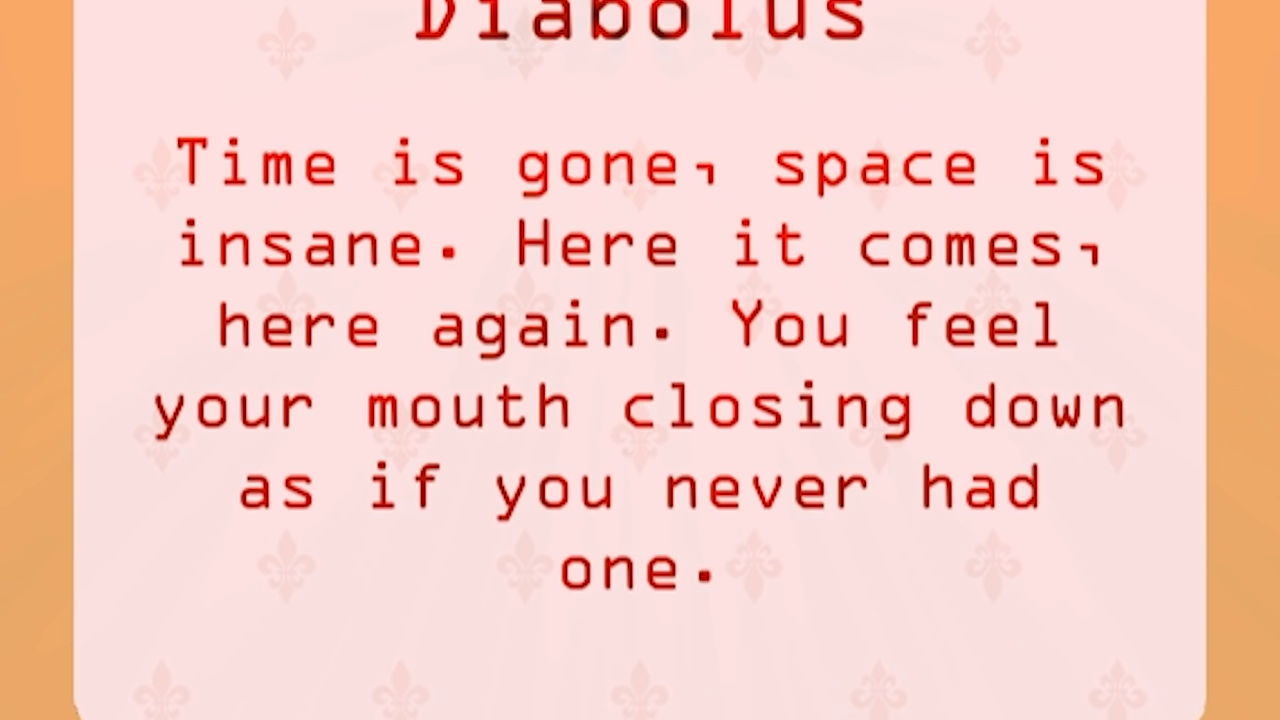 Diabolus
Time is gone, space is
insane. Here it comes,
here again. You feel
your mouth closing down
as if you never had
one.